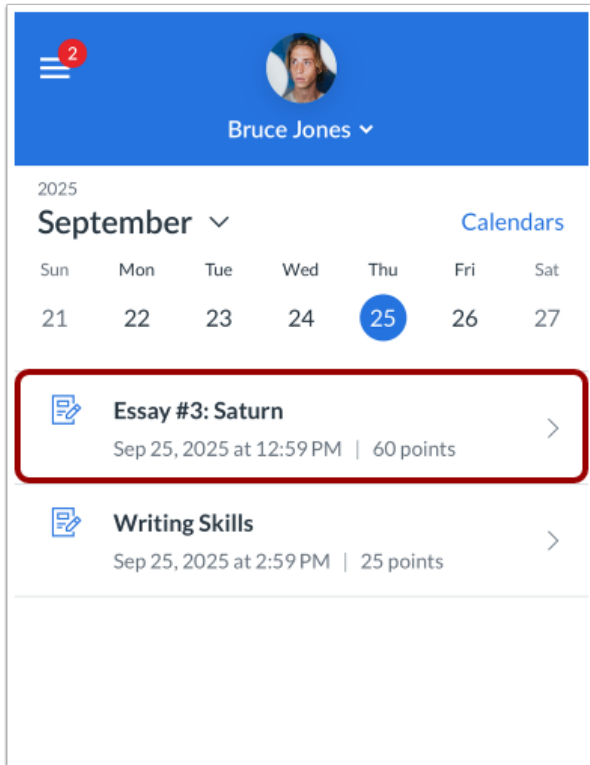 2
Bruce Jones
2025
September
Calendars
Sun Mon Tue Wed Thu Fri Sat
21 22 23 24 25 26 27
Essay #3: Saturn
Sep 25, 2025 at 12:59 PM | 60 points
Writing Skills
Sep 25, 2025 at 2:59 PM | 25 points